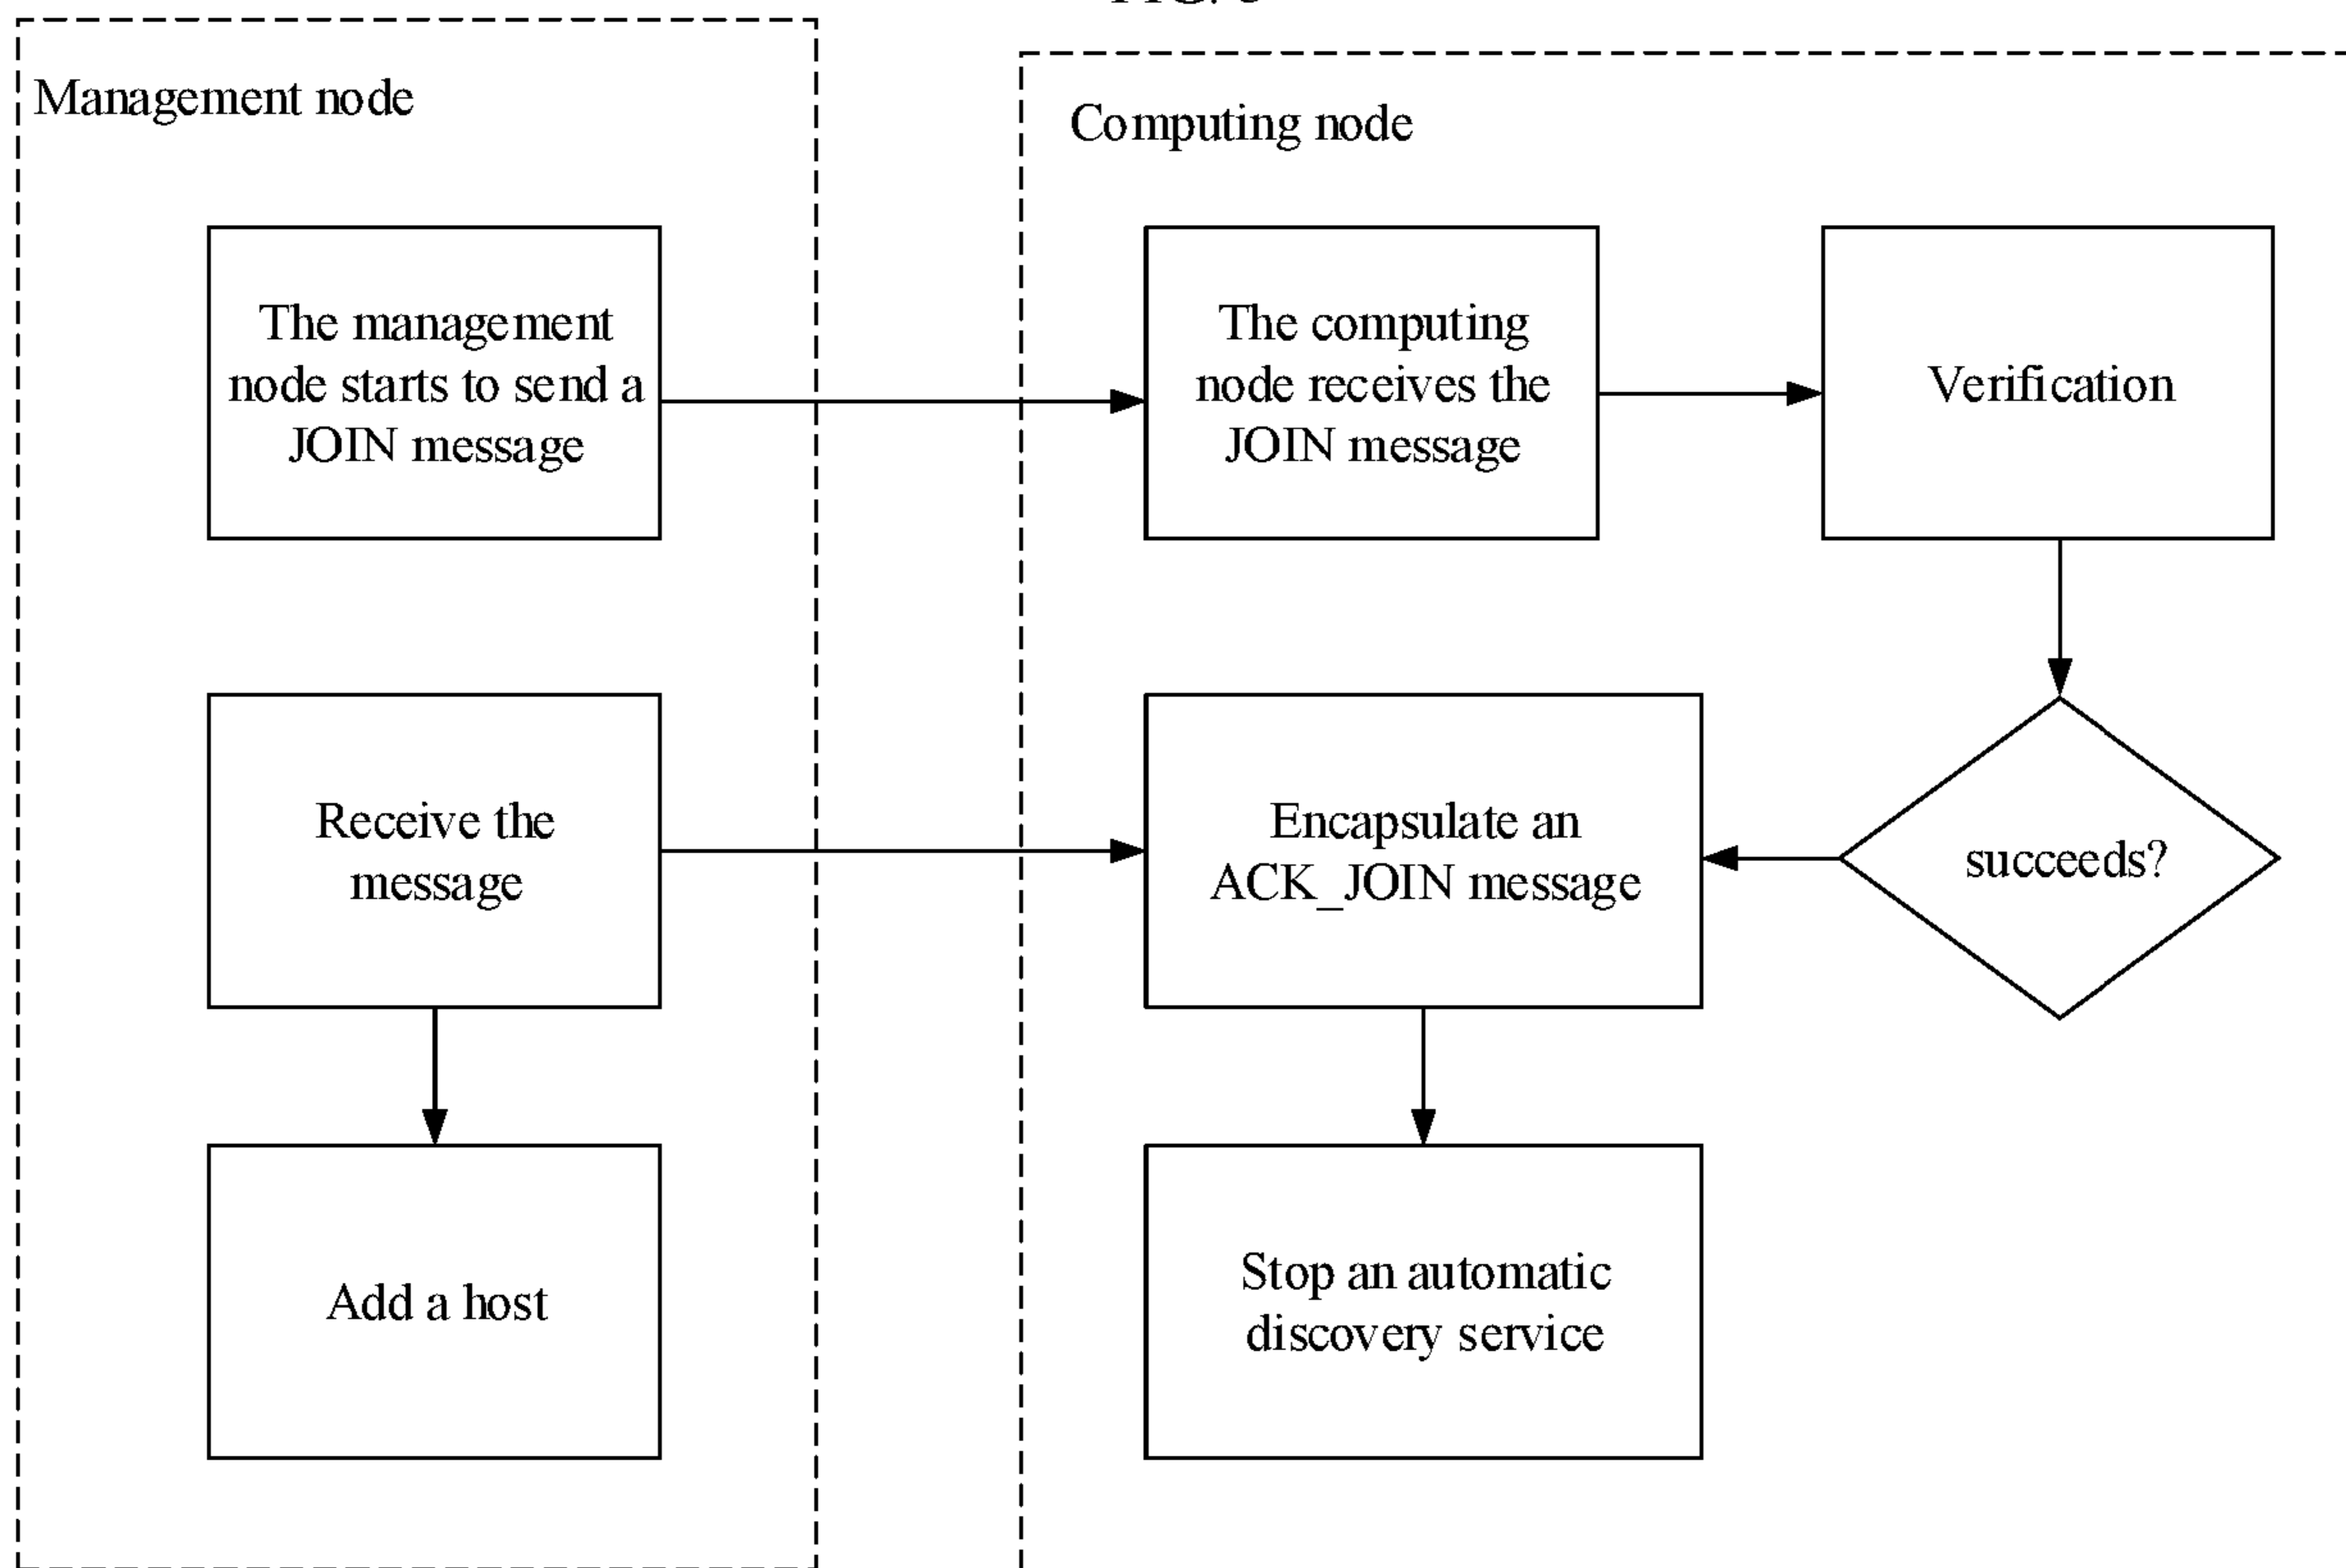 Management node
Computing node
The management
node starts to send a
JOIN message
The computing
node receives the
JOIN message
Verification
Receive the
message
Encapsulate an
ACK_JOIN message
succeeds?
Add a host
Stop an automatic
discovery service